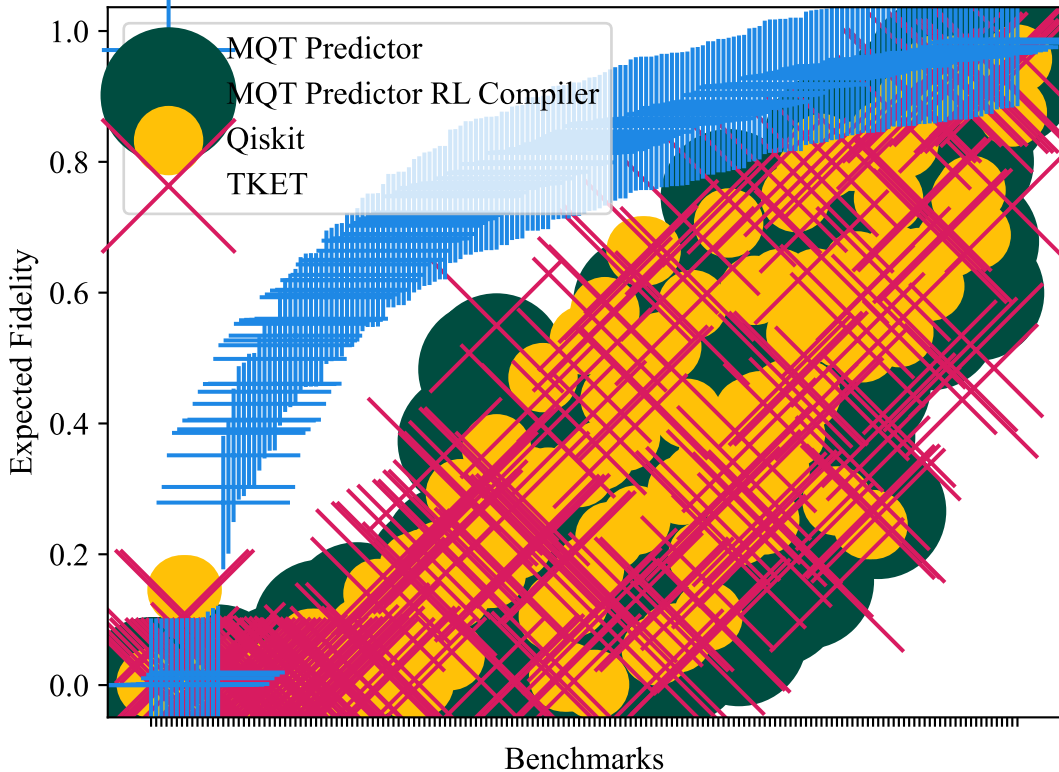 1.0
0.8
0.6
0.4
0.2
0.0
Expected Fidelity
MQT Predictor
MQT Predictor RL Compiler
Qiskit
TKET
Benchmarks